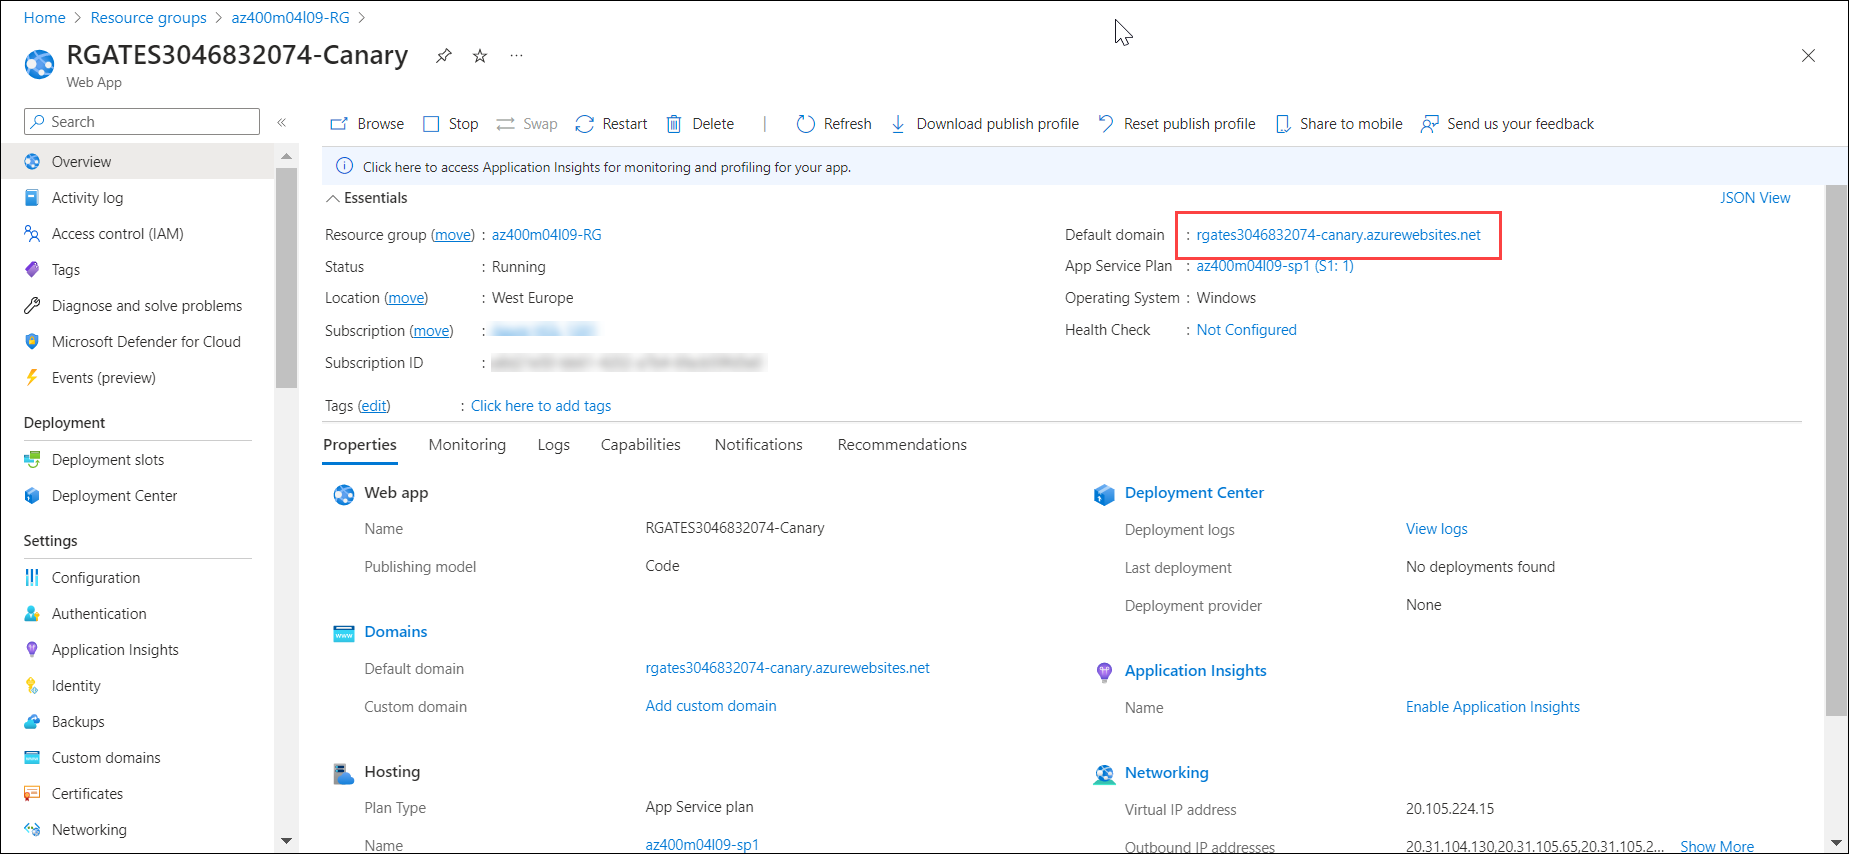 Home > Resource groups > az400m04l09-RG >
RGATES3046832074-Canary
Web App
Search
Browse Stop Swap Restart Delete | Refresh Download publish profile Reset publish profile Share to mobile Send us your feedback
Click here to access Application Insights for monitoring and profiling for your app.
Overview
Activity log
Access control (IAM)
Tags
Diagnose and solve problems
Microsoft Defender for Cloud
Events (preview)
Deployment
Deployment slots
Deployment Center
Settings
Configuration
Authentication
Application Insights
Identity
Backups
Custom domains
Certificates
Networking
Essentials
JSON View
Resource group (move) : az400m04l09-RG
Status : Running
Location (move) : West Europe
Subscription (move) :
Subscription ID :
Tags (edit) : Click here to add tags
Default domain : rgates3046832074-canary.azurewebsites.net
App Service Plan : az400m04l09-sp1 (S1: 1)
Operating System : Windows
Health Check : Not Configured
Properties Monitoring Logs Capabilities Notifications Recommendations
Web app
Name RGATES3046832074-Canary
Publishing model Code
Domains
Default domain rgates3046832074-canary.azurewebsites.net
Custom domain Add custom domain
Hosting
Plan Type App Service plan
Name az400m04l09-sp1
Deployment Center
Deployment logs View logs
Last deployment No deployments found
Deployment provider None
Application Insights
Name Enable Application Insights
Networking
Virtual IP address 20.105.224.15
Outbound IP addresses 20.31.104.130,20.31.105.65,20.31.105.2... Show More